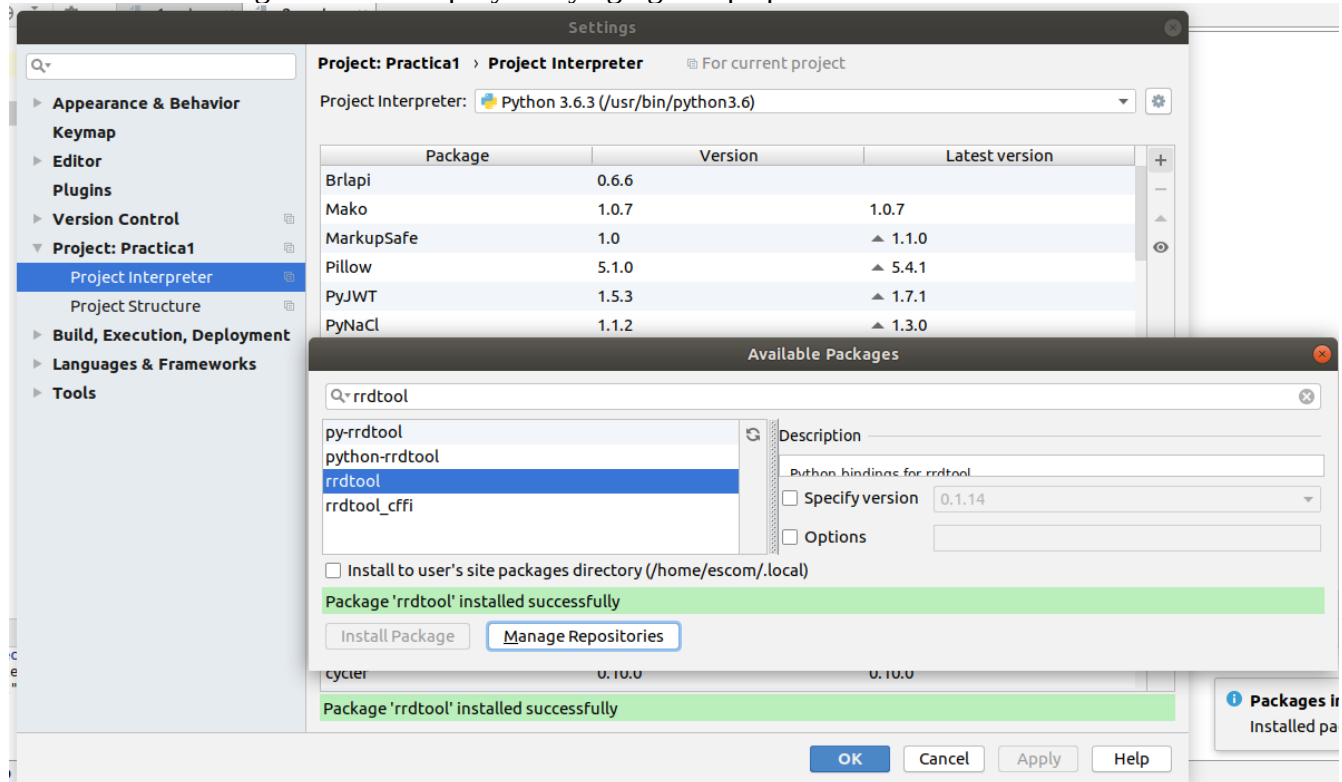 Settings
Project: Practica1 › Project Interpreter For current project
Project Interpreter: Python 3.6.3 (/usr/bin/python3.6)
Appearance & Behavior
Keymap
Editor
Plugins
Version Control
Project: Practica1
Project Interpreter
Project Structure
Build, Execution, Deployment
Languages & Frameworks
Tools
Package Version Latest version
Brlapi 0.6.6
Mako 1.0.7 1.0.7
MarkupSafe 1.0 1.1.0
Pillow 5.1.0 5.4.1
PyJWT 1.5.3 1.7.1
PyNaCl 1.1.2 1.3.0
Available Packages
rrdtool
py-rrdtool
python-rrdtool
rrdtool
rrdtool_cffi
Description
Python bindings for rrdtool
Specify version 0.1.14
Options
Install to user's site packages directory (/home/escom/.local)
Package 'rrdtool' installed successfully
Install Package Manage Repositories
cycler 0.10.0 0.10.0
Package 'rrdtool' installed successfully
Packages in
Installed pa
OK Cancel Apply Help